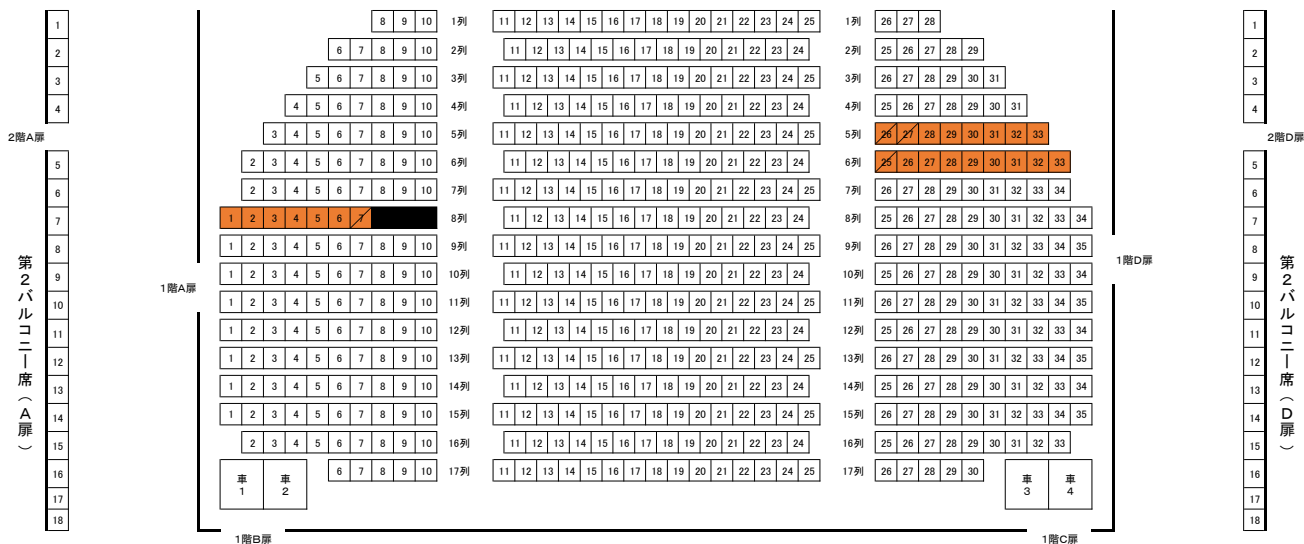 1 8 9 10 1列 11 12 13 14 15 16 17 18 19 20 21 22 23 24 25 1列 26 27 28 1
2 6 7 8 9 10 2列 11 12 13 14 15 16 17 18 19 20 21 22 23 24 2列 25 26 27 28 29 2
3 5 6 7 8 9 10 3列 11 12 13 14 15 16 17 18 19 20 21 22 23 24 25 3列 26 27 28 29 30 31 3
4 4 5 6 7 8 9 10 4列 11 12 13 14 15 16 17 18 19 20 21 22 23 24 4列 25 26 27 28 29 30 31 4
2階A扉 3 4 5 6 7 8 9 10 5列 11 12 13 14 15 16 17 18 19 20 21 22 23 24 25 5列 26 27 28 29 30 31 32 33 2階D扉
5 2 3 4 5 6 7 8 9 10 6列 11 12 13 14 15 16 17 18 19 20 21 22 23 24 6列 25 26 27 28 29 30 31 32 33 5
6 2 3 4 5 6 7 8 9 10 7列 11 12 13 14 15 16 17 18 19 20 21 22 23 24 25 7列 26 27 28 29 30 31 32 33 34 6
7 1 2 3 4 5 6 7 8列 11 12 13 14 15 16 17 18 19 20 21 22 23 24 8列 25 26 27 28 29 30 31 32 33 34 7
8 1 2 3 4 5 6 7 8 9 10 9列 11 12 13 14 15 16 17 18 19 20 21 22 23 24 25 9列 26 27 28 29 30 31 32 33 34 35 8
第2バルコニー席(A扉)
1階A扉
1階D扉
第2バルコニー席(D扉)
9 1 2 3 4 5 6 7 8 9 10 10列 11 12 13 14 15 16 17 18 19 20 21 22 23 24 10列 25 26 27 28 29 30 31 32 33 34 9
10 1 2 3 4 5 6 7 8 9 10 11列 11 12 13 14 15 16 17 18 19 20 21 22 23 24 25 11列 26 27 28 29 30 31 32 33 34 35 10
11 1 2 3 4 5 6 7 8 9 10 12列 11 12 13 14 15 16 17 18 19 20 21 22 23 24 12列 25 26 27 28 29 30 31 32 33 34 11
12 1 2 3 4 5 6 7 8 9 10 13列 11 12 13 14 15 16 17 18 19 20 21 22 23 24 25 13列 26 27 28 29 30 31 32 33 34 35 12
13 1 2 3 4 5 6 7 8 9 10 14列 11 12 13 14 15 16 17 18 19 20 21 22 23 24 14列 25 26 27 28 29 30 31 32 33 34 13
14 1 2 3 4 5 6 7 8 9 10 15列 11 12 13 14 15 16 17 18 19 20 21 22 23 24 25 15列 26 27 28 29 30 31 32 33 34 35 14
15 2 3 4 5 6 7 8 9 10 16列 11 12 13 14 15 16 17 18 19 20 21 22 23 24 16列 25 26 27 28 29 30 31 32 33 15
16 車1 車2 6 7 8 9 10 17列 11 12 13 14 15 16 17 18 19 20 21 22 23 24 25 17列 26 27 28 29 30 車3 車4 16
17 17
18 18
1階B扉 1階C扉